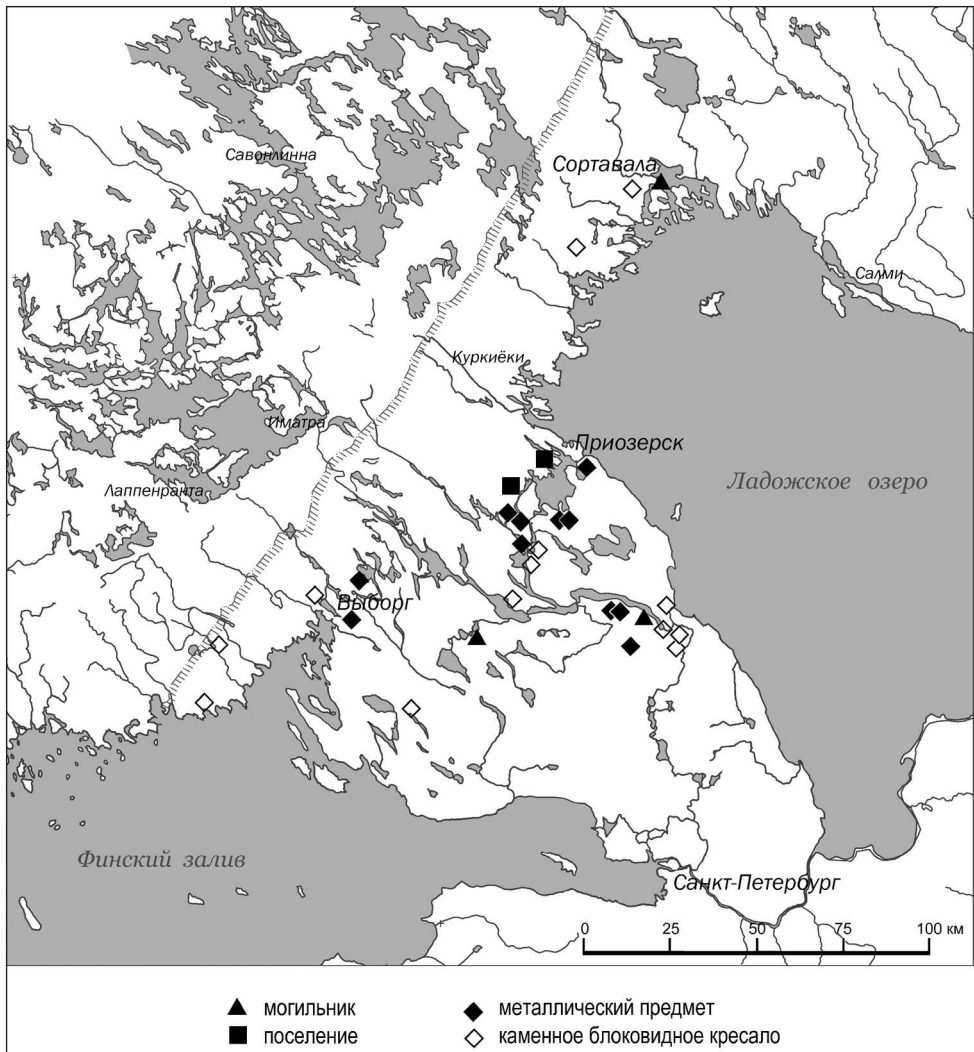 Савонлинна
Сортавала
Салми
Куркиёки
Иматра
Приозерск
Ладожское озеро
Лаппенранта
Выборг
Финский залив
Санкт-Петербург
0 25 50 75 100 км
могильник
металлический предмет
поселение
каменное блоковидное кресало